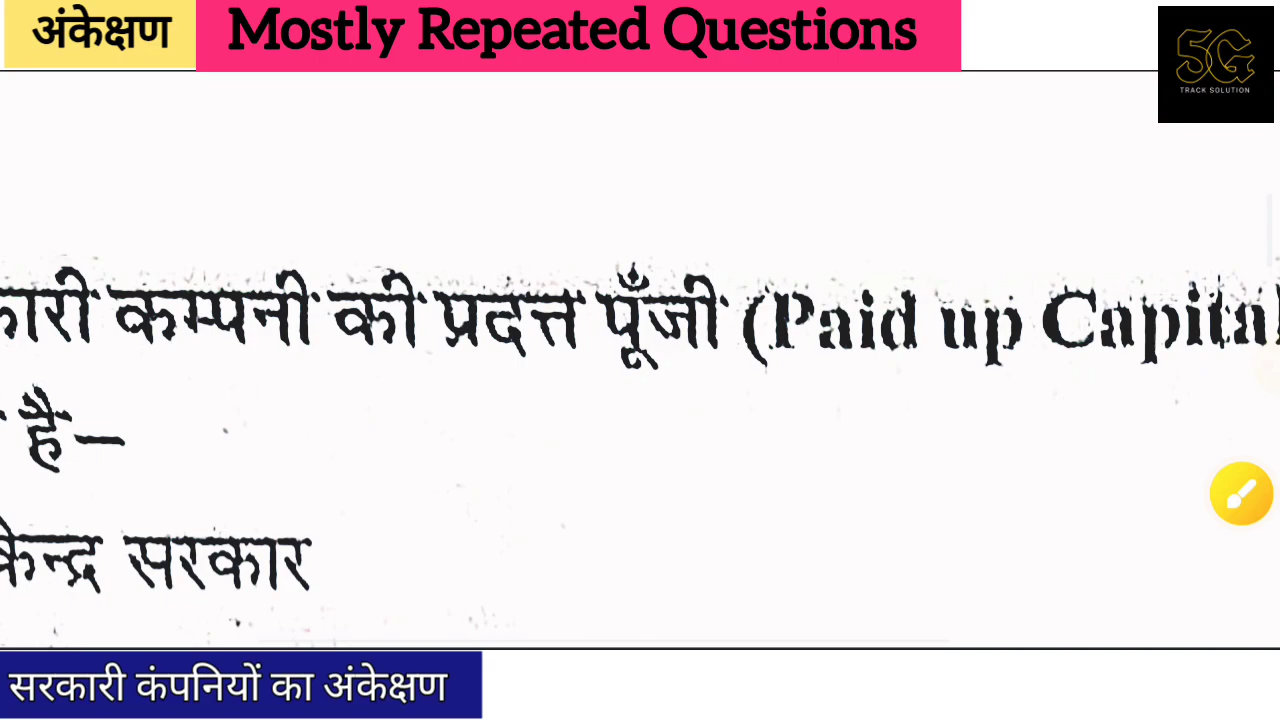 अंकेक्षण Mostly Repeated Questions
5G
TRACK SOLUTION
कारी कम्पनी की प्रदत्त पूँजी (Paid up Capital
है–
केन्द्र सरकार
सरकारी कंपनियों का अंकेक्षण